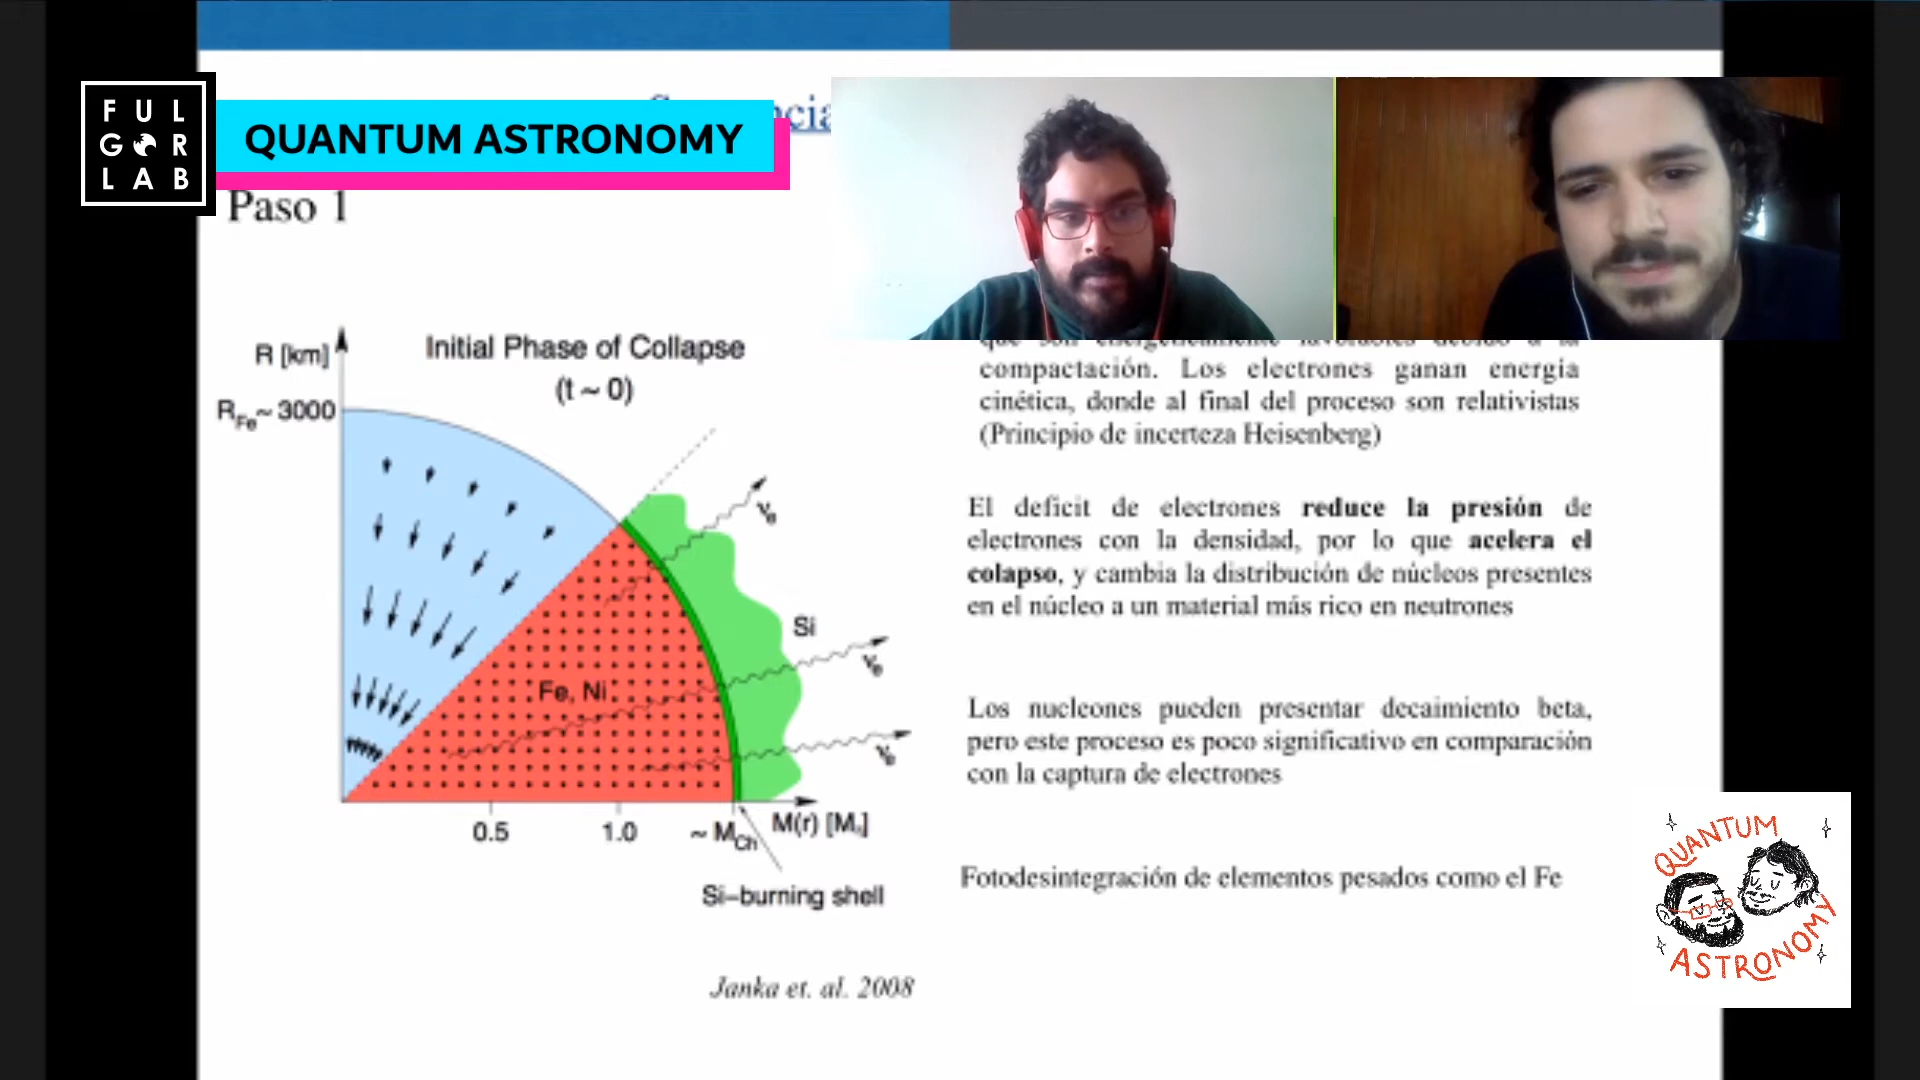 FUL
GOR
LAB
QUANTUM ASTRONOMY
Paso 1
Initial Phase of Collapse
(t ~ 0)
R [km]
R_Fe ~ 3000
Si
Fe, Ni
ν_e
ν_e
ν_e
0.5
1.0
~ M_Ch
M(r) [M☉]
Si–burning shell
Janka et. al. 2008
compactación. Los electrones ganan energía
cinética, donde al final del proceso son relativistas
(Principio de incerteza Heisenberg)
El deficit de electrones reduce la presión de
electrones con la densidad, por lo que acelera el
colapso, y cambia la distribución de núcleos presentes
en el núcleo a un material más rico en neutrones
Los nucleones pueden presentar decaimiento beta,
pero este proceso es poco significativo en comparación
con la captura de electrones
Fotodesintegración de elementos pesados como el Fe
QUANTUM
ASTRONOMY